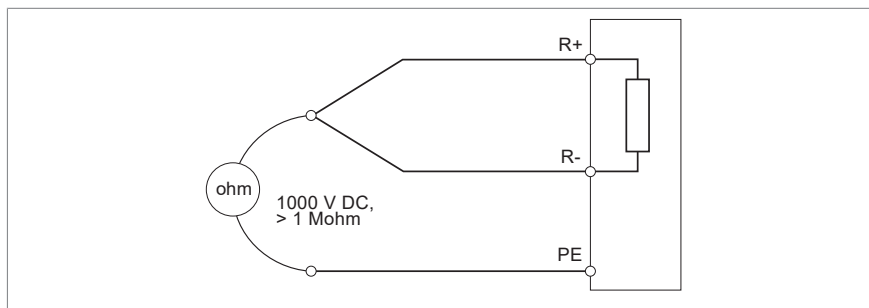 R+
R-
ohm
1000 V DC,
> 1 Mohm
PE